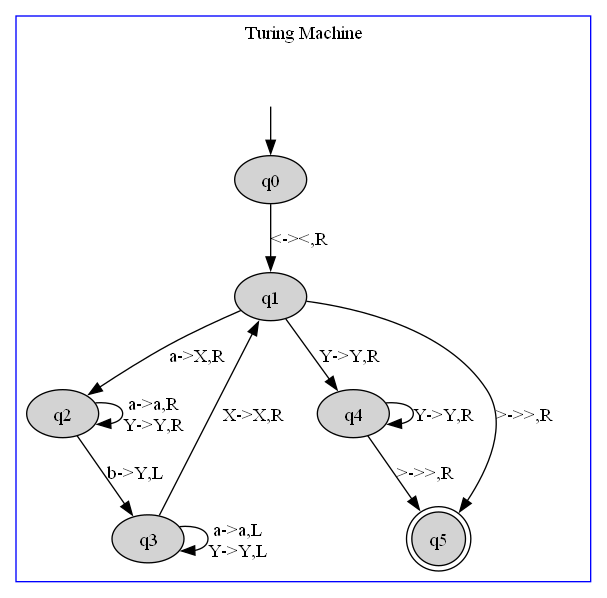 Turing Machine
q0
<-><,R
q1
a->X,R
Y->Y,R
q2
a->a,R
Y->Y,R
X->X,R
q4
Y->Y,R
>->>,R
b->Y,L
>->>,R
q3
a->a,L
Y->Y,L
q5